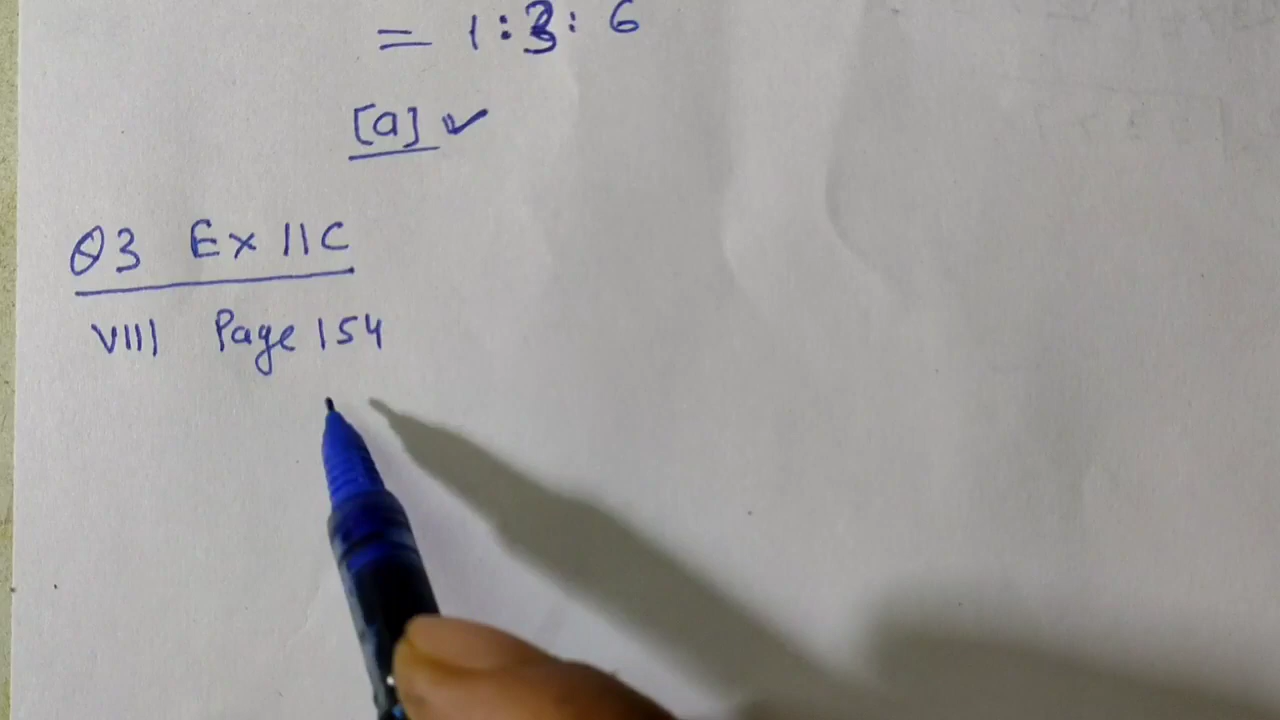 = 1:3:6
[a] ✓
Q3 Ex 11C
VIII Page 154